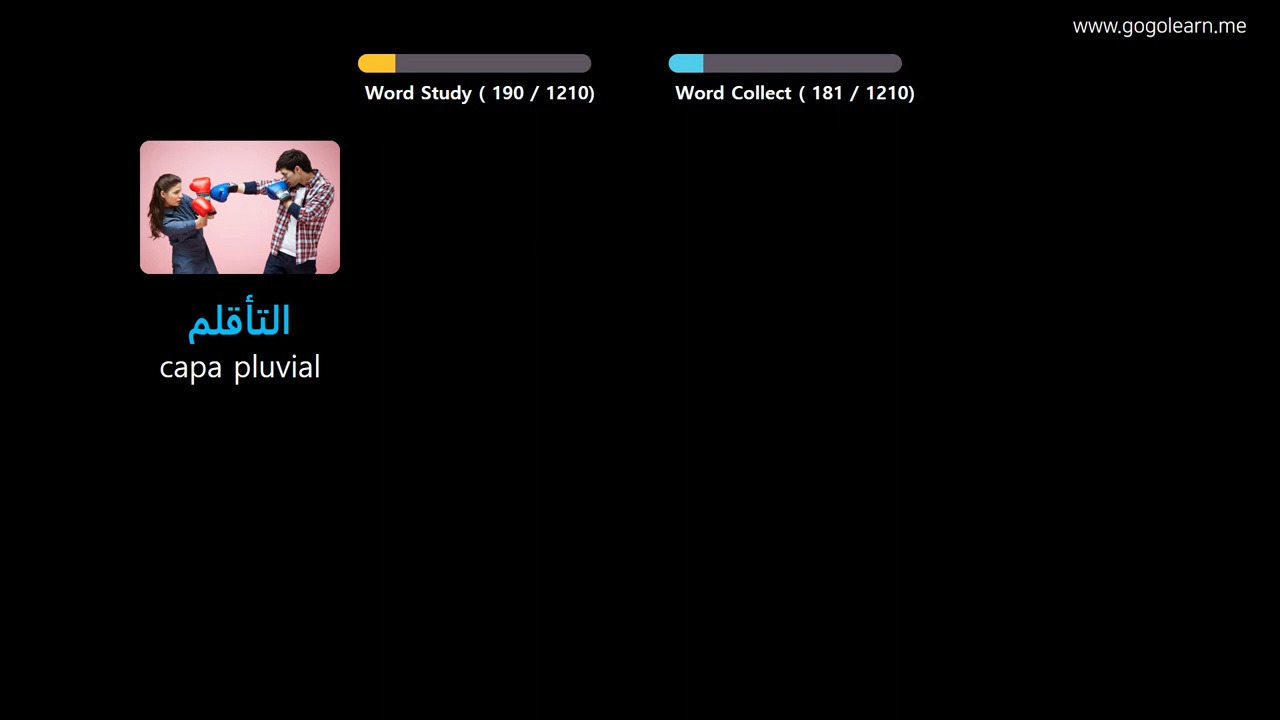 www.gogolearn.me
Word Study ( 190 / 1210)
Word Collect ( 181 / 1210)
التأقلم
capa pluvial